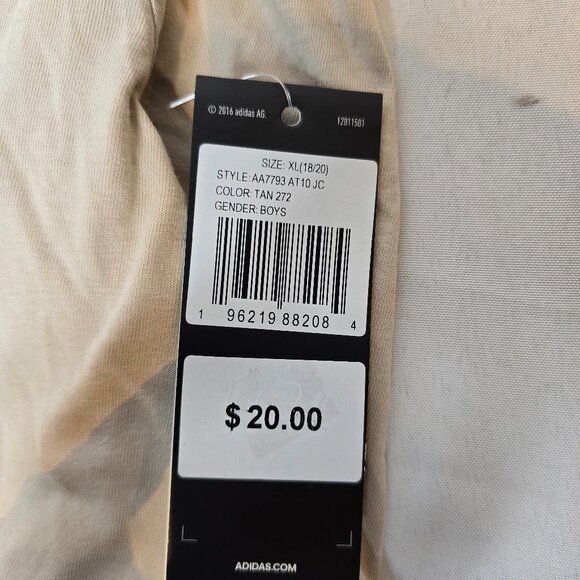 © 2016 adidas AG. 12011501
SIZE: XL(18/20)
STYLE: AA7793 AT10 JC
COLOR: TAN 272
GENDER: BOYS
1 96219 88208 4
$20.00
ADIDAS.COM